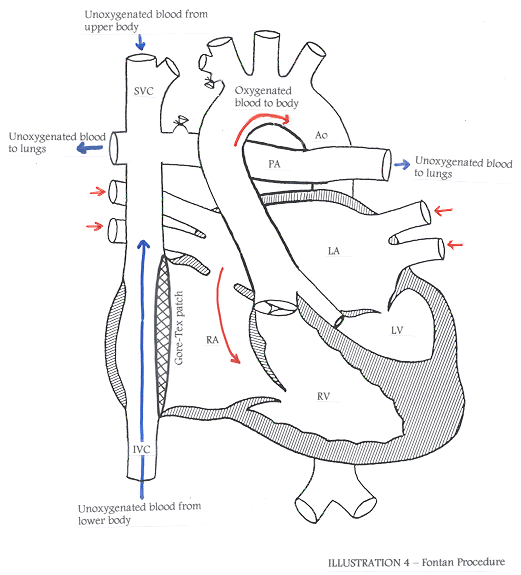 Unoxygenated blood from
upper body
SVC
Oxygenated
blood to body
Ao
Unoxygenated blood
to lungs
PA
Unoxygenated blood
to lungs
LA
Gore-Tex patch
RA
LV
RV
IVC
Unoxygenated blood from
lower body
ILLUSTRATION 4 – Fontan Procedure